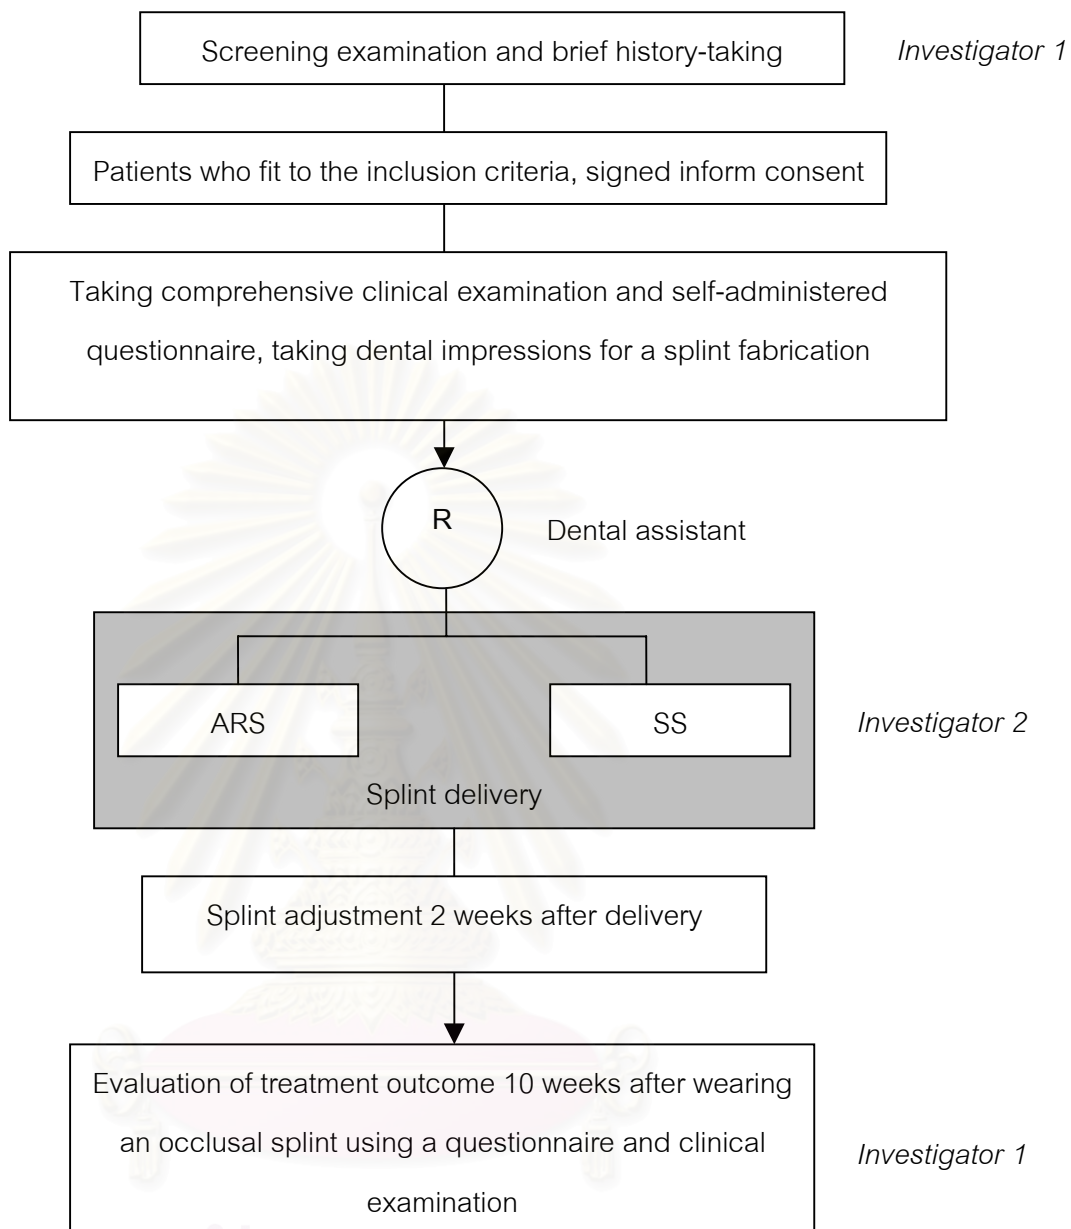 Screening examination and brief history-taking
Investigator 1
Patients who fit to the inclusion criteria, signed inform consent
Taking comprehensive clinical examination and self-administered
questionnaire, taking dental impressions for a splint fabrication
R
Dental assistant
ARS
SS
Investigator 2
Splint delivery
Splint adjustment 2 weeks after delivery
Evaluation of treatment outcome 10 weeks after wearing
an occlusal splint using a questionnaire and clinical
Investigator 1
examination